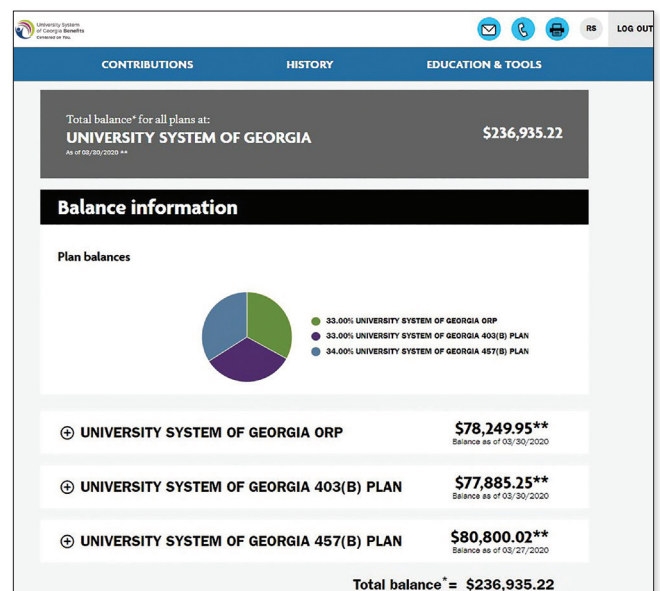 University System
of Georgia Benefits
RS
LOG OUT
CONTRIBUTIONS
HISTORY
EDUCATION & TOOLS
Total balance* for all plans at:
UNIVERSITY SYSTEM OF GEORGIA
$236,935.22
As of 03/30/2020 **
Balance information
Plan balances
33.00% UNIVERSITY SYSTEM OF GEORGIA ORP
33.00% UNIVERSITY SYSTEM OF GEORGIA 403(B) PLAN
34.00% UNIVERSITY SYSTEM OF GEORGIA 457(B) PLAN
UNIVERSITY SYSTEM OF GEORGIA ORP
$78,249.95**
Balance as of 03/30/2020
UNIVERSITY SYSTEM OF GEORGIA 403(B) PLAN
$77,885.25**
Balance as of 03/30/2020
UNIVERSITY SYSTEM OF GEORGIA 457(B) PLAN
$80,800.02**
Balance as of 03/27/2020
Total balance*= $236,935.22